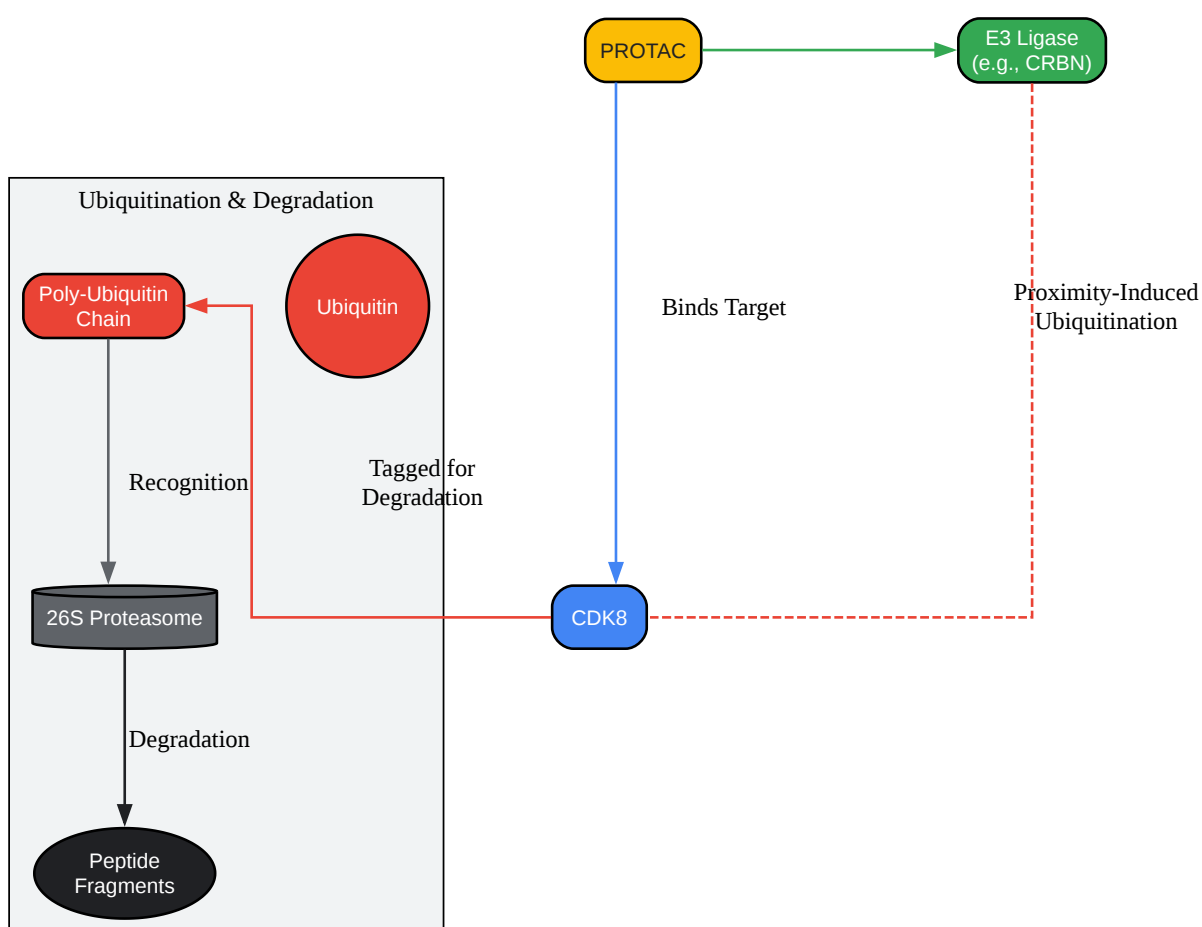 PROTAC
E3 Ligase
(e.g., CRBN)
Ubiquitination & Degradation
Poly-Ubiquitin
Chain
Ubiquitin
Binds Target
Proximity-Induced
Ubiquitination
Recognition
Tagged for
Degradation
26S Proteasome
CDK8
Degradation
Peptide
Fragments